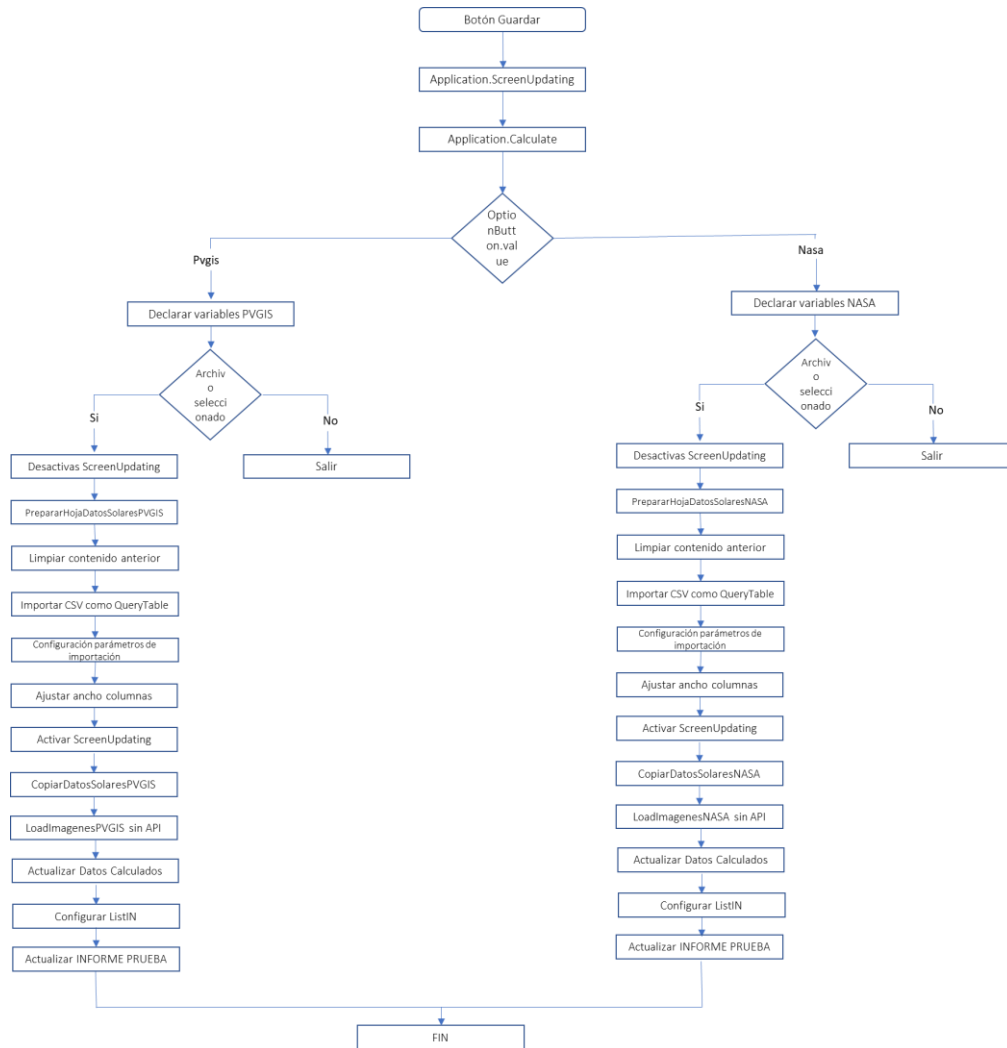 Botón Guardar
Application.ScreenUpdating
Application.Calculate
Optio
nButt
on.val
ue
Pvgis
Nasa
Declarar variables PVGIS
Declarar variables NASA
Archiv
o
selecci
onado
Si
No
Desactivas ScreenUpdating
Salir
PrepararHojaDatosSolaresPVGIS
Limpiar contenido anterior
Importar CSV como QueryTable
Configuración parámetros de
importación
Ajustar ancho columnas
Activar ScreenUpdating
CopiarDatosSolaresPVGIS
LoadImagenesPVGIS sin API
Actualizar Datos Calculados
Configurar ListIN
Actualizar INFORME PRUEBA
Archiv
o
selecci
onado
Si
No
Desactivas ScreenUpdating
Salir
PrepararHojaDatosSolaresNASA
Limpiar contenido anterior
Importar CSV como QueryTable
Configuración parámetros de
importación
Ajustar ancho columnas
Activar ScreenUpdating
CopiarDatosSolaresNASA
LoadImagenesNASA sin API
Actualizar Datos Calculados
Configurar ListIN
Actualizar INFORME PRUEBA
FIN